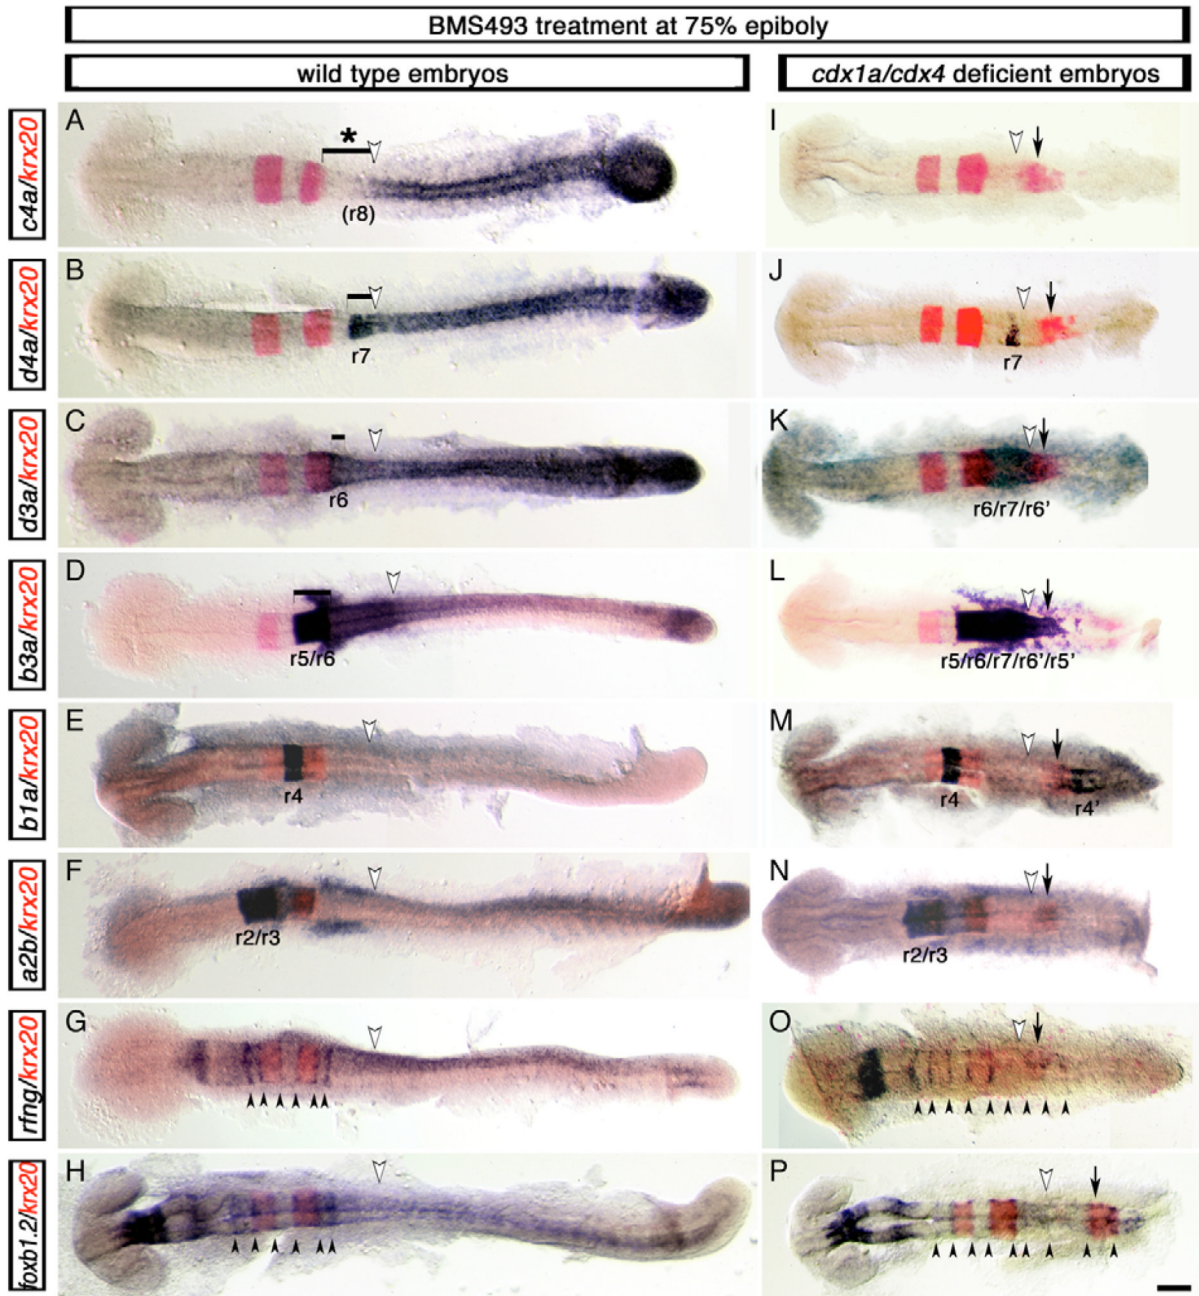 BMS493 treatment at 75% epiboly
wild type embryos
cdx1a/cdx4 deficient embryos
c4a/krx20
A
*
(r8)
I
d4a/krx20
B
r7
J
r7
d3a/krx20
C
r6
K
r6/r7/r6’
b3a/krx20
D
r5/r6
L
r5/r6/r7/r6’/r5’
b1a/krx20
E
r4
M
r4
r4’
a2b/krx20
F
r2/r3
N
r2/r3
rfng/krx20
G
O
foxb1.2/krx20
H
P